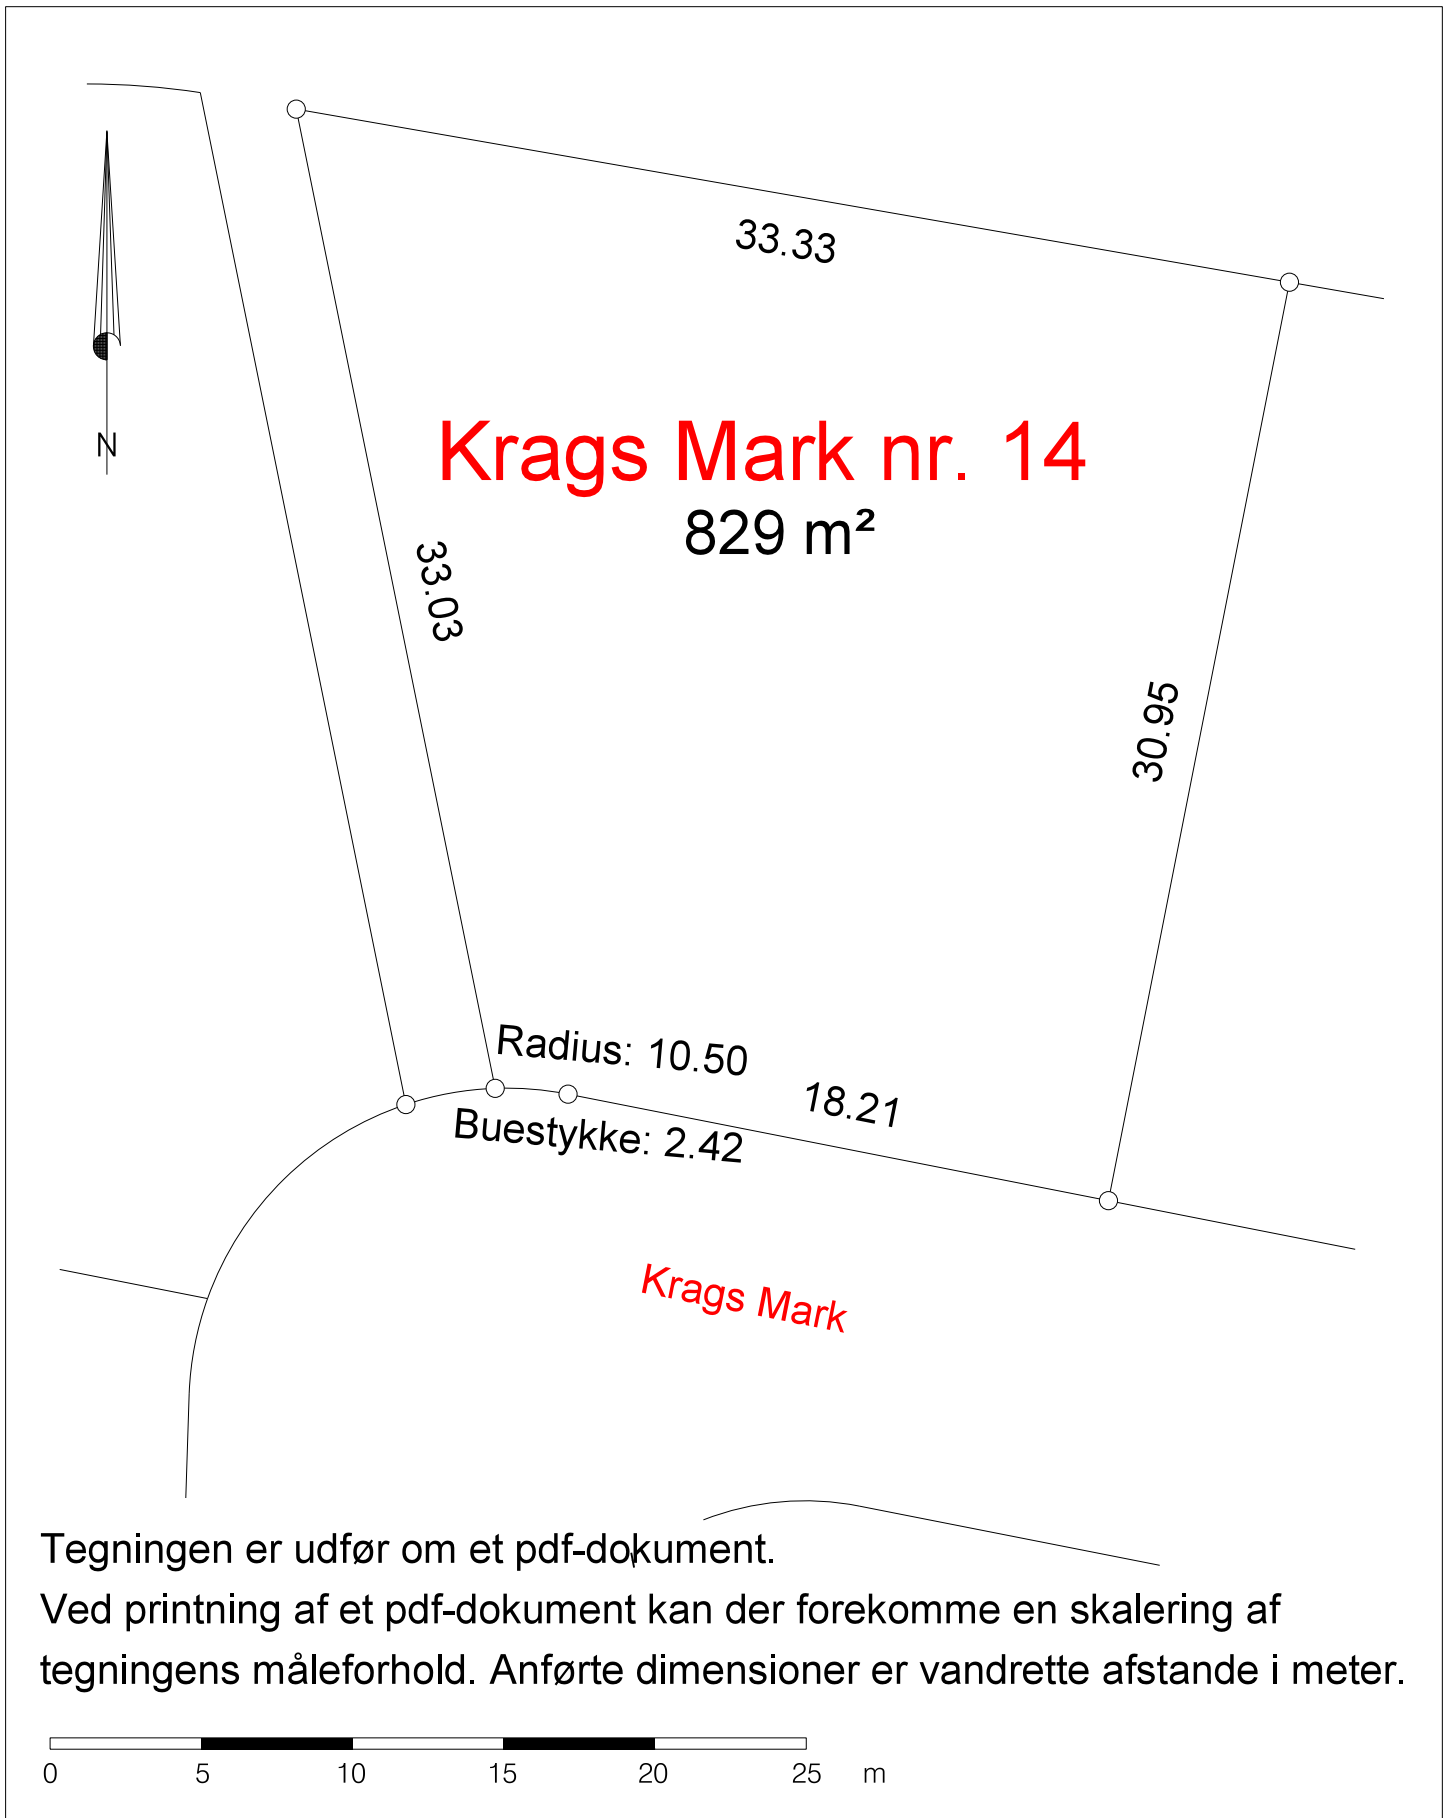 33.33
Krags Mark nr. 14
829 m²
33.03
30.95
Radius: 10.50
18.21
Buestykke: 2.42
Krags Mark
N
Tegningen er udfør om et pdf-dokument.
Ved printning af et pdf-dokument kan der forekomme en skalering af
tegningens måleforhold. Anførte dimensioner er vandrette afstande i meter.
0 5 10 15 20 25 m